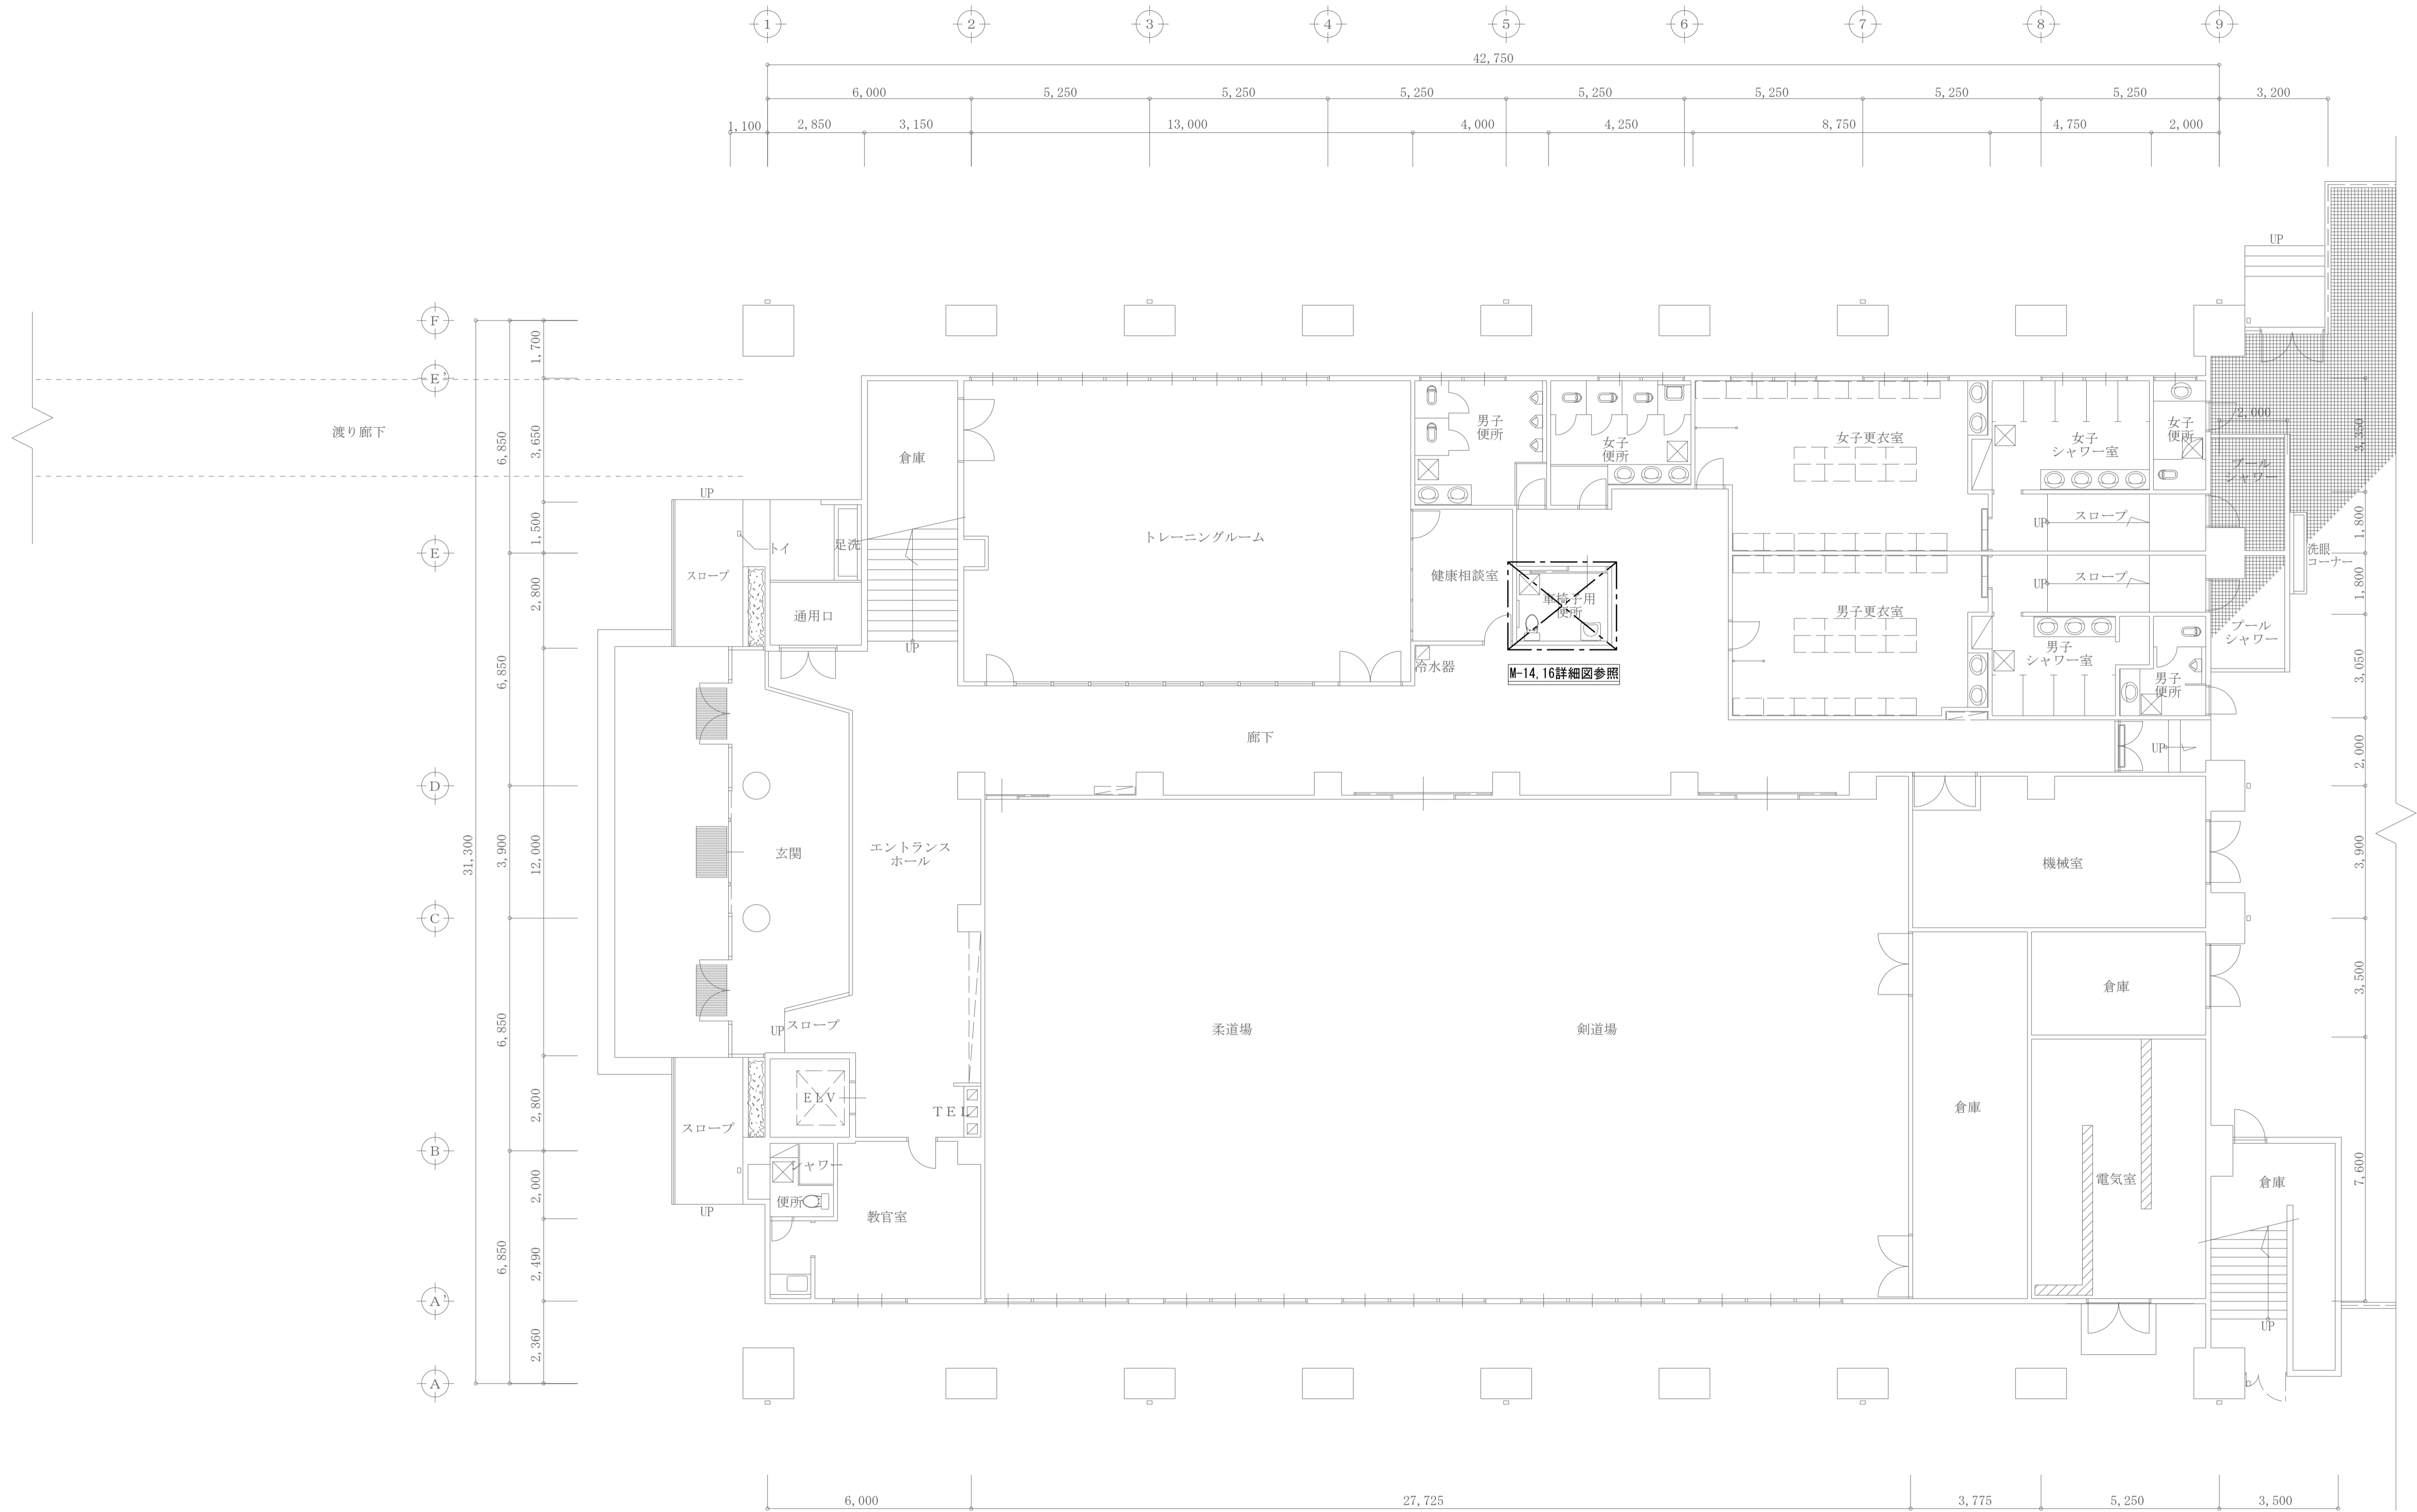 1 2 3 4 5 6 7 8 9
42,750
6,000 5,250 5,250 5,250 5,250 5,250 5,250 5,250 3,200
1,100 2,850 3,150 13,000 4,000 4,250 8,750 4,750 2,000
UP
F
1,700
E'
渡り廊下
6,850
3,650
倉庫
男子
便所
女子
便所
女子更衣室
女子
シャワー室
女子
便所
2,000
3,350
プール
シャワー
UP
1,500
E
トイ
足洗
トレーニングルーム
UP
スロープ
1,800
洗眼
コーナー
スロープ
2,800
通用口
UP
健康相談室
車椅子用
便所
男子更衣室
UP
スロープ
1,800
プール
シャワー
6,850
冷水器
M-14,16詳細図参照
男子
シャワー室
男子
便所
3,050
廊下
UP
2,000
D
31,300
3,900
12,000
玄関
エントランス
ホール
機械室
3,900
C
倉庫
3,500
6,850
UP
スロープ
柔道場
剣道場
2,800
スロープ
ELV
TEL
倉庫
B
シャワー
2,000
便所
UP
教官室
電気室
倉庫
7,600
6,850
2,490
A'
2,360
UP
A
6,000 27,725 3,775 5,250 3,500